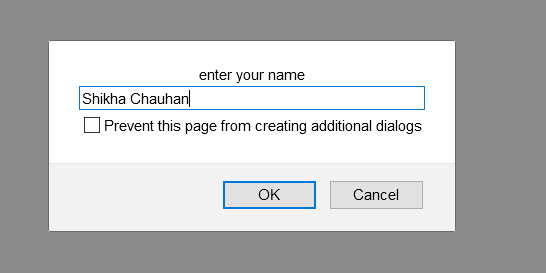 enter your name
Shikha Chauhan
Prevent this page from creating additional dialogs
OK Cancel